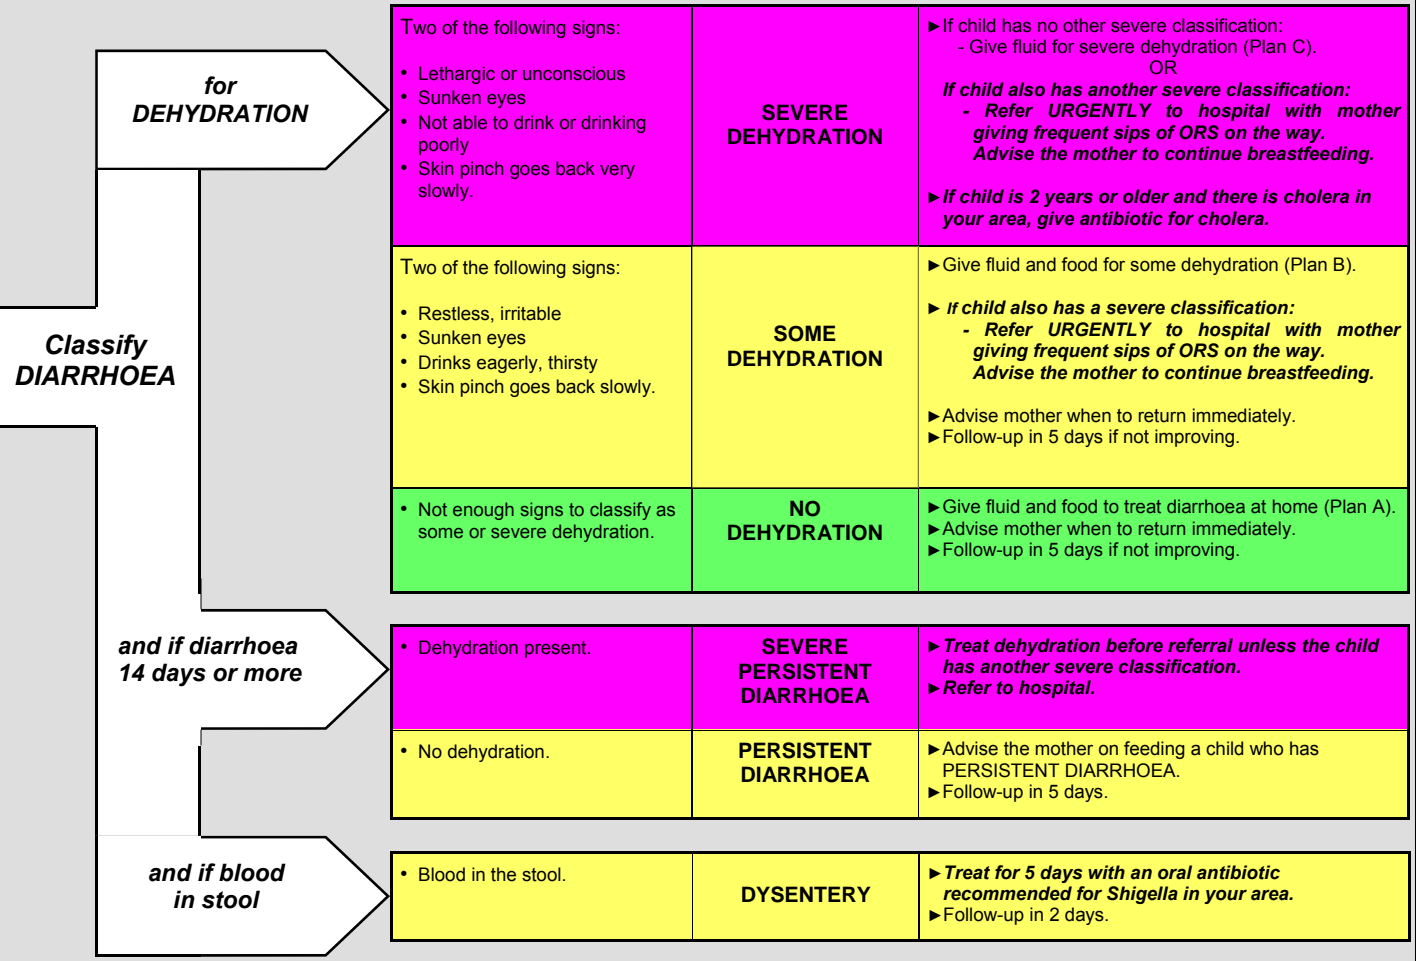 Classify
DIARRHOEA
for
DEHYDRATION
Two of the following signs:
• Lethargic or unconscious
• Sunken eyes
• Not able to drink or drinking
poorly
• Skin pinch goes back very
slowly.
SEVERE
DEHYDRATION
►If child has no other severe classification:
- Give fluid for severe dehydration (Plan C).
OR
If child also has another severe classification:
- Refer URGENTLY to hospital with mother
giving frequent sips of ORS on the way.
Advise the mother to continue breastfeeding.
►If child is 2 years or older and there is cholera in
your area, give antibiotic for cholera.
Two of the following signs:
• Restless, irritable
• Sunken eyes
• Drinks eagerly, thirsty
• Skin pinch goes back slowly.
SOME
DEHYDRATION
►Give fluid and food for some dehydration (Plan B).
► If child also has a severe classification:
- Refer URGENTLY to hospital with mother
giving frequent sips of ORS on the way.
Advise the mother to continue breastfeeding.
►Advise mother when to return immediately.
►Follow-up in 5 days if not improving.
• Not enough signs to classify as
some or severe dehydration.
NO
DEHYDRATION
►Give fluid and food to treat diarrhoea at home (Plan A).
►Advise mother when to return immediately.
►Follow-up in 5 days if not improving.
and if diarrhoea
14 days or more
• Dehydration present.
SEVERE
PERSISTENT
DIARRHOEA
►Treat dehydration before referral unless the child
has another severe classification.
►Refer to hospital.
• No dehydration.
PERSISTENT
DIARRHOEA
►Advise the mother on feeding a child who has
PERSISTENT DIARRHOEA.
►Follow-up in 5 days.
and if blood
in stool
• Blood in the stool.
DYSENTERY
►Treat for 5 days with an oral antibiotic
recommended for Shigella in your area.
►Follow-up in 2 days.